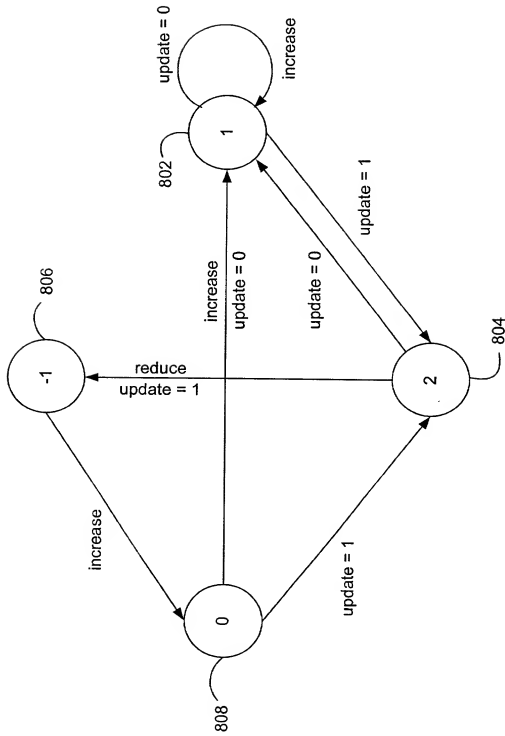 update = 0
increase
1
802
update = 1
update = 0
increase
update = 0
806
-1
reduce
update = 1
804
2
increase
update = 1
0
808